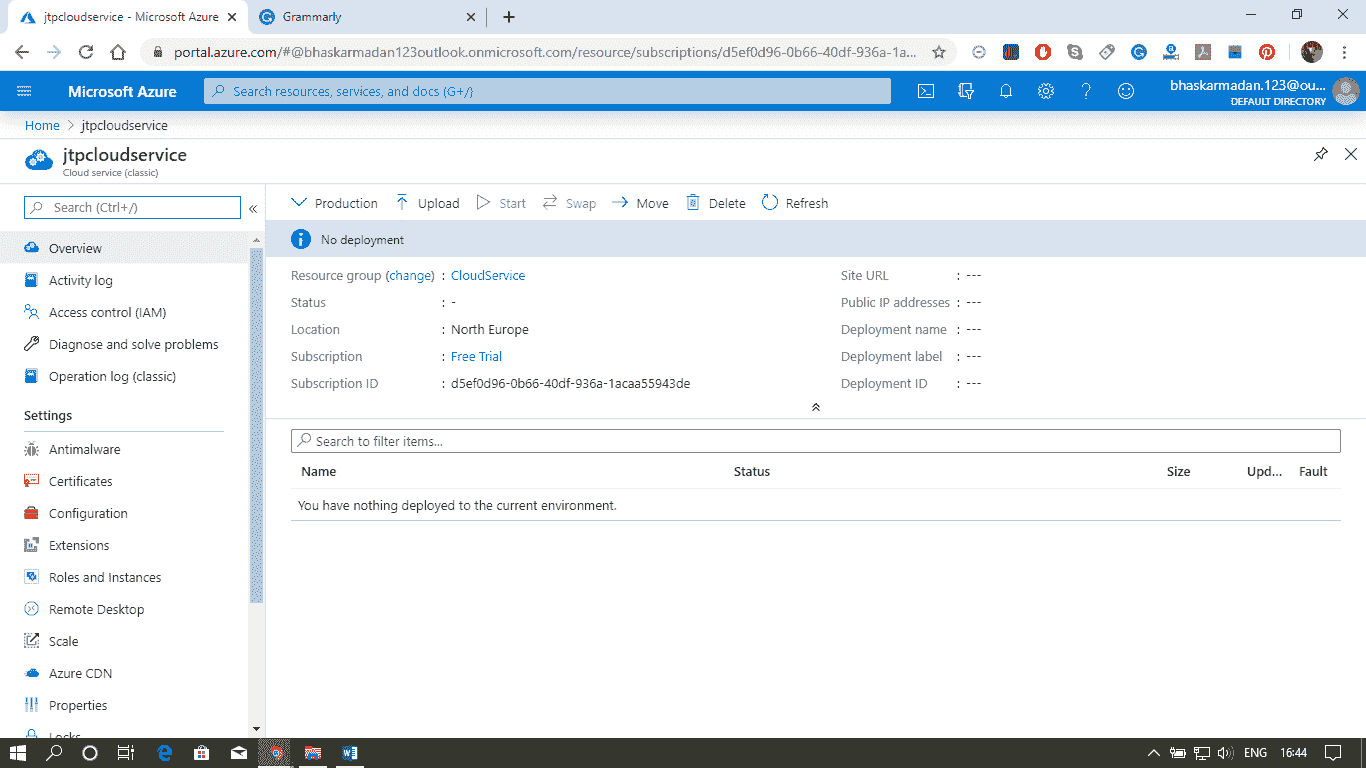 jtpcloudservice - Microsoft Azure
Grammarly
portal.azure.com/#@bhaskarmadan123outlook.onmicrosoft.com/resource/subscriptions/d5ef0d96-0b66-40df-936a-1a...
Microsoft Azure
Search resources, services, and docs (G+/)
bhaskarmadan.123@ou...
DEFAULT DIRECTORY
Home > jtpcloudservice
jtpcloudservice
Cloud service (classic)
Search (Ctrl+/)
«
Production Upload Start Swap Move Delete Refresh
No deployment
Overview
Activity log
Access control (IAM)
Diagnose and solve problems
Operation log (classic)
Settings
Antimalware
Certificates
Configuration
Extensions
Roles and Instances
Remote Desktop
Scale
Azure CDN
Properties
Locks
Resource group (change) : CloudService
Status : -
Location : North Europe
Subscription : Free Trial
Subscription ID : d5ef0d96-0b66-40df-936a-1acaa55943de
Site URL : ---
Public IP addresses : ---
Deployment name : ---
Deployment label : ---
Deployment ID : ---
Search to filter items...
Name Status Size Upd... Fault
You have nothing deployed to the current environment.
ENG 16:44